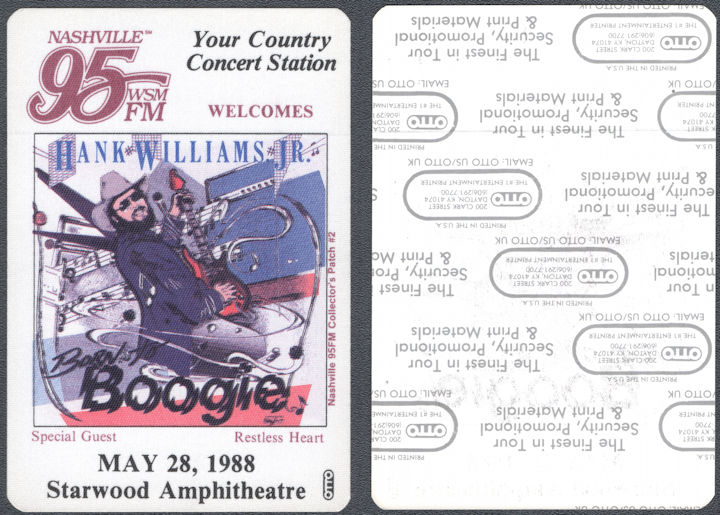 NASHVILLE℠
95 WSM
FM
Your Country
Concert Station
WELCOMES
HANK WILLIAMS, JR.
Born to
Boogie
Nashville 95FM Collector's Patch #2
Special Guest
Restless Heart
MAY 28, 1988
Starwood Amphitheatre
OTTO
The Finest in Tour
Security, Promotional
& Print Materials
PRINTED IN THE U.S.A.
200 CLARK STREET
DAYTON, KY 41074
(606)291-7700
THE #1 ENTERTAINMENT PRINTER
OTTO
EMAIL: OTTO US/OTTO UK